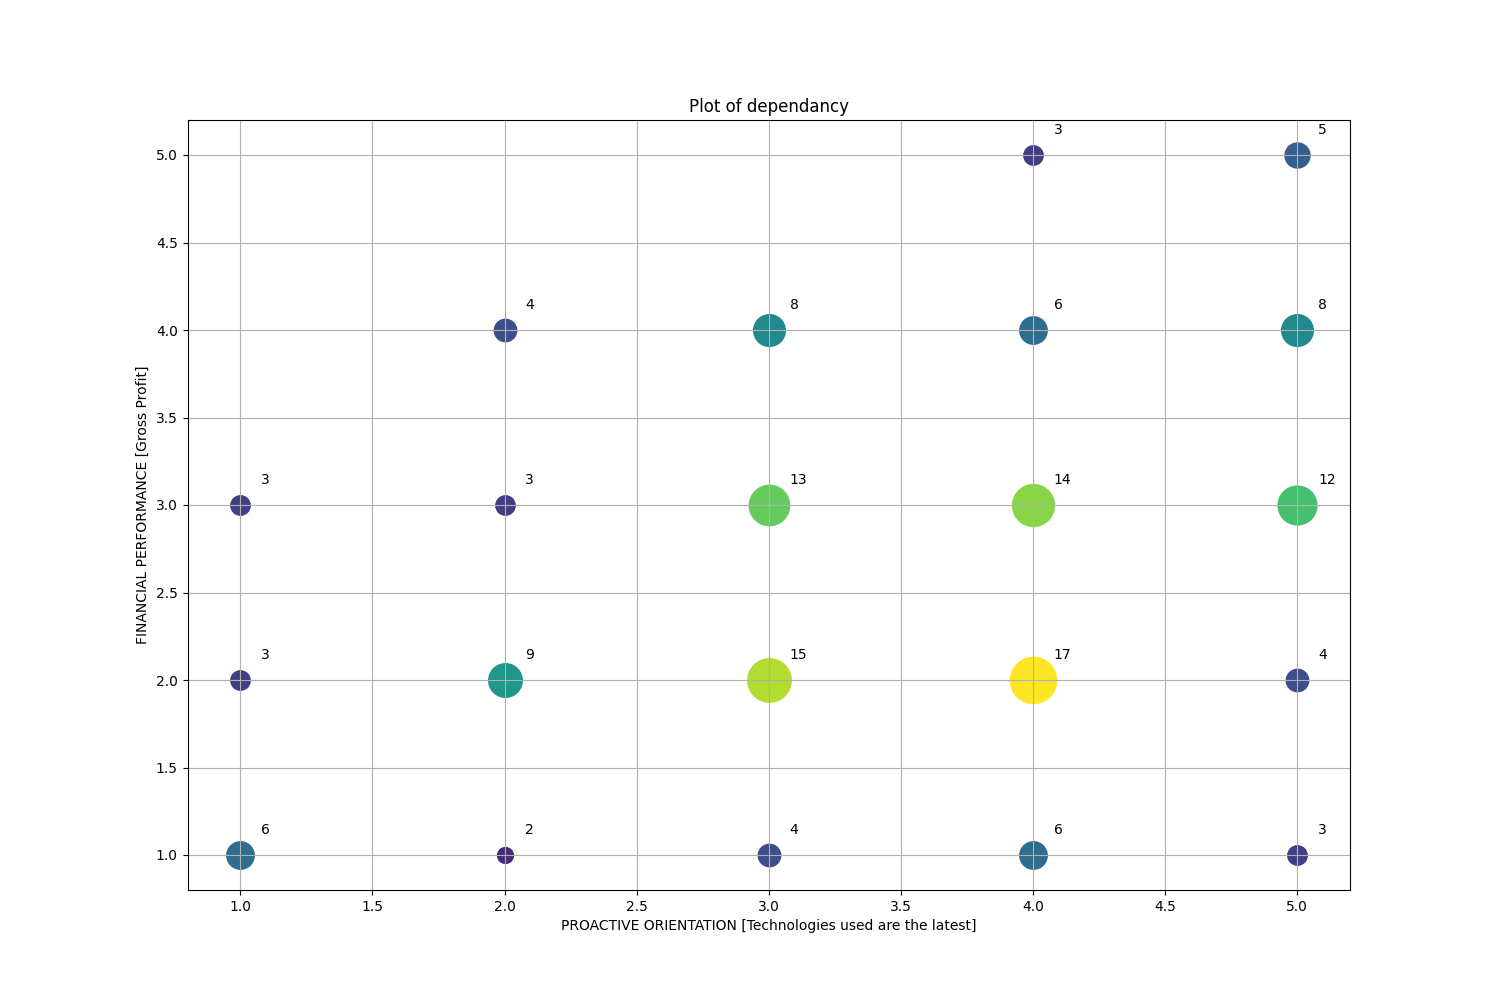 Plot of dependancy
3 5
5.0
4.5
4 8 6 8
4.0
3.5
3 3 13 14 12
3.0
2.5
3 9 15 17 4
2.0
1.5
6 2 4 6 3
1.0
FINANCIAL PERFORMANCE [Gross Profit]
1.0 1.5 2.0 2.5 3.0 3.5 4.0 4.5 5.0
PROACTIVE ORIENTATION [Technologies used are the latest]